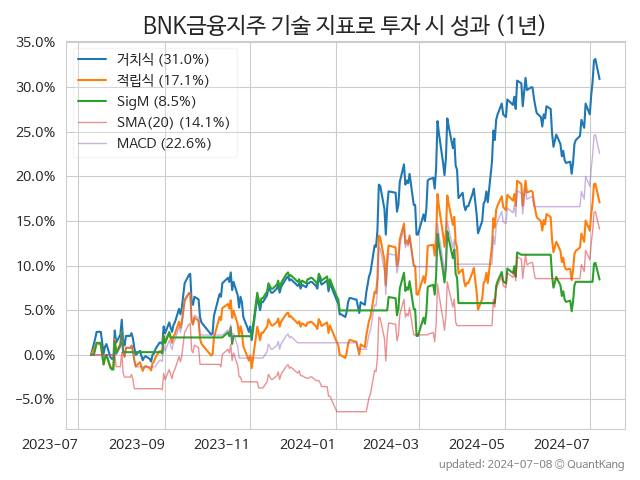 BNK금융지주 기술 지표로 투자 시 성과 (1년)
35.0%
30.0%
25.0%
20.0%
15.0%
10.0%
5.0%
0.0%
−5.0%
거치식 (31.0%)
적립식 (17.1%)
SigM (8.5%)
SMA(20) (14.1%)
MACD (22.6%)
2023-07 2023-09 2023-11 2024-01 2024-03 2024-05 2024-07
updated: 2024-07-08 © QuantKang